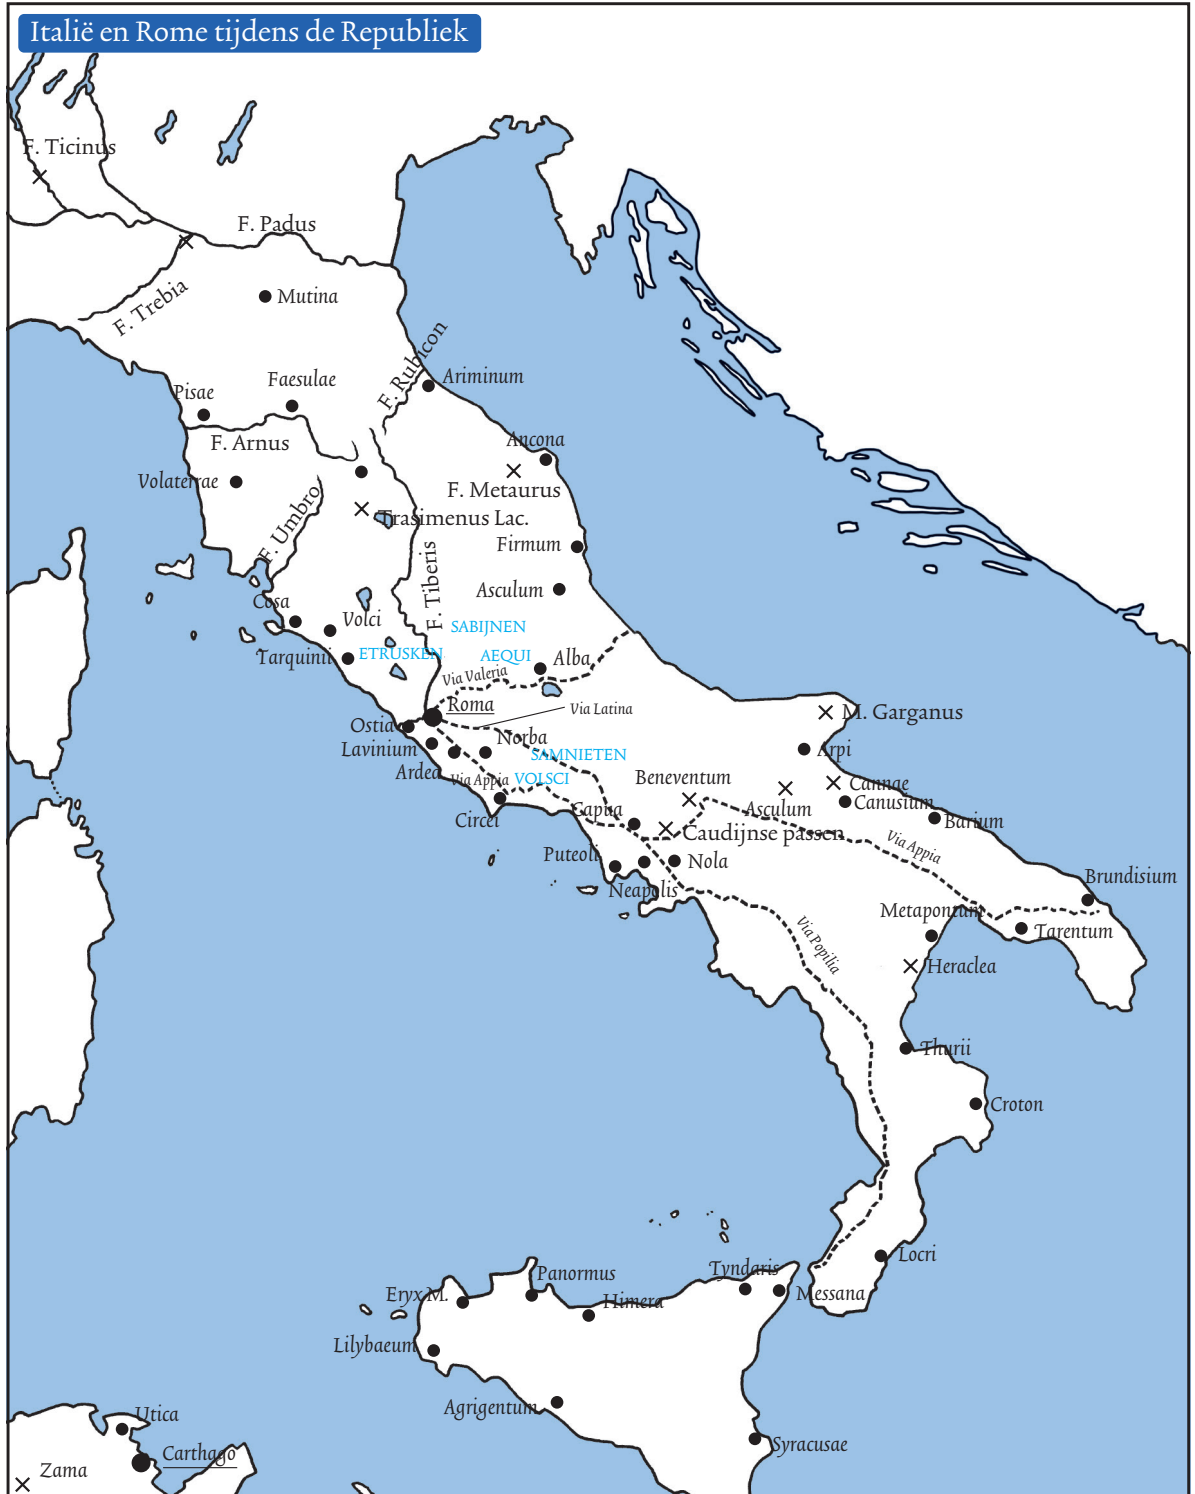 Italië en Rome tijdens de Republiek
F. Ticinus
F. Padus
F. Trebia
Mutina
F. Rubicon
Ariminum
Pisae
Faesulae
F. Arnus
Ancona
Volaterrae
F. Metaurus
F. Umbro
Trasimenus Lac.
Firmum
F. Tiberis
Asculum
Cosa
Volci
SABIJNEN
Tarquinii
ETRUSKEN
AEQUI
Alba
Via Valeria
Roma
Via Latina
M. Garganus
Ostia
Lavinium
Norba
SAMNIETEN
Arpi
Ardea
Via Appia
VOLSCI
Beneventum
Cannae
Circei
Capua
Asculum
Canusium
Barium
Caudijnse passen
Via Appia
Puteoli
Nola
Neapolis
Brundisium
Metapontum
Tarentum
Via Popilia
Heraclea
Thurii
Croton
Locri
Tyndaris
Panormus
Messana
Eryx M.
Himera
Lilybaeum
Agrigentum
Utica
Syracusae
Carthago
Zama